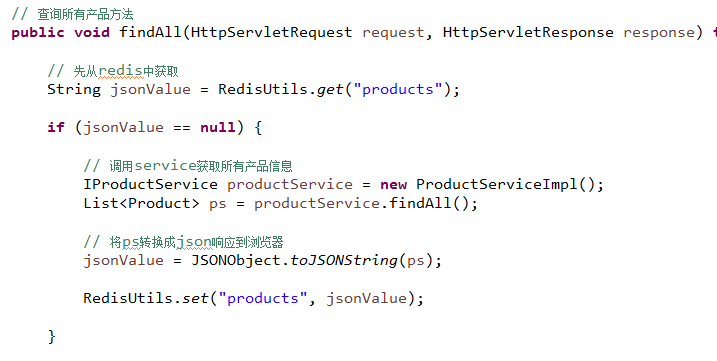 // 查询所有产品方法
public void findAll(HttpServletRequest request, HttpServletResponse response)
// 先从redis中获取
String jsonValue = RedisUtils.get("products");
if (jsonValue == null) {
// 调用service获取所有产品信息
IProductService productService = new ProductServiceImpl();
List<Product> ps = productService.findAll();
// 将ps转换成json响应到浏览器
jsonValue = JSONObject.toJSONString(ps);
RedisUtils.set("products", jsonValue);
}